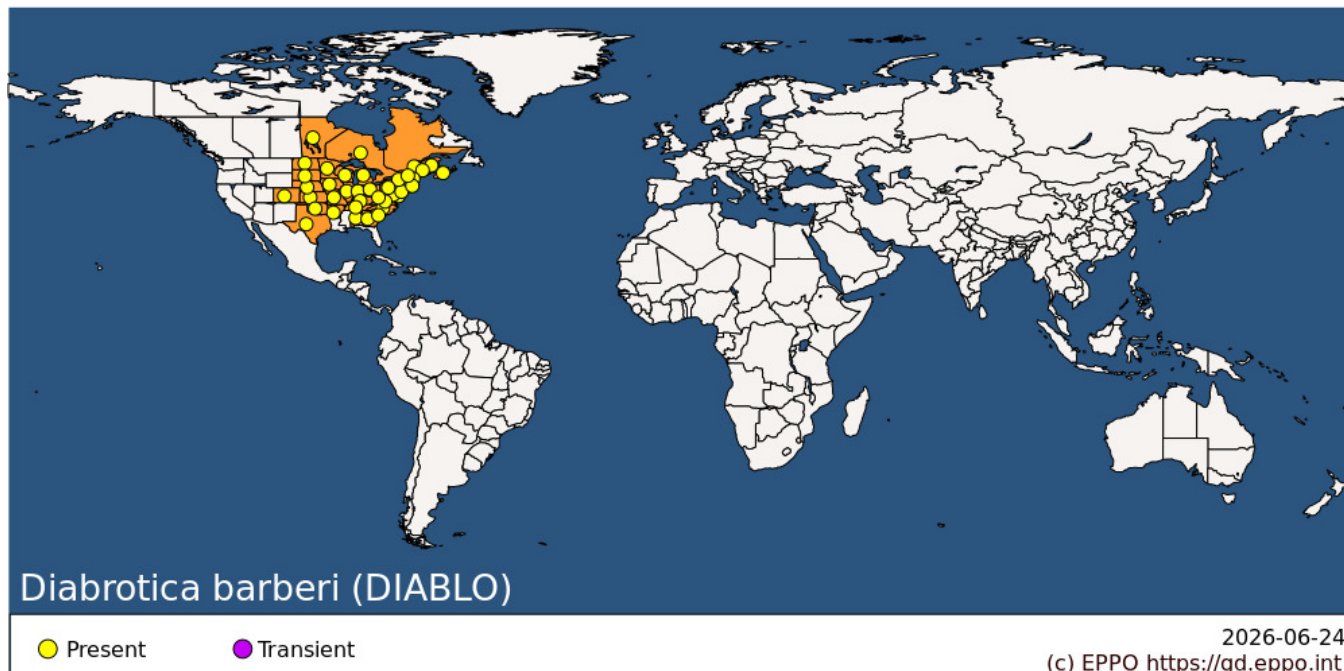 Diabrotica barberi (DIABLO)
Present
Transient
2026-06-24
(c) EPPO https://gd.eppo.int